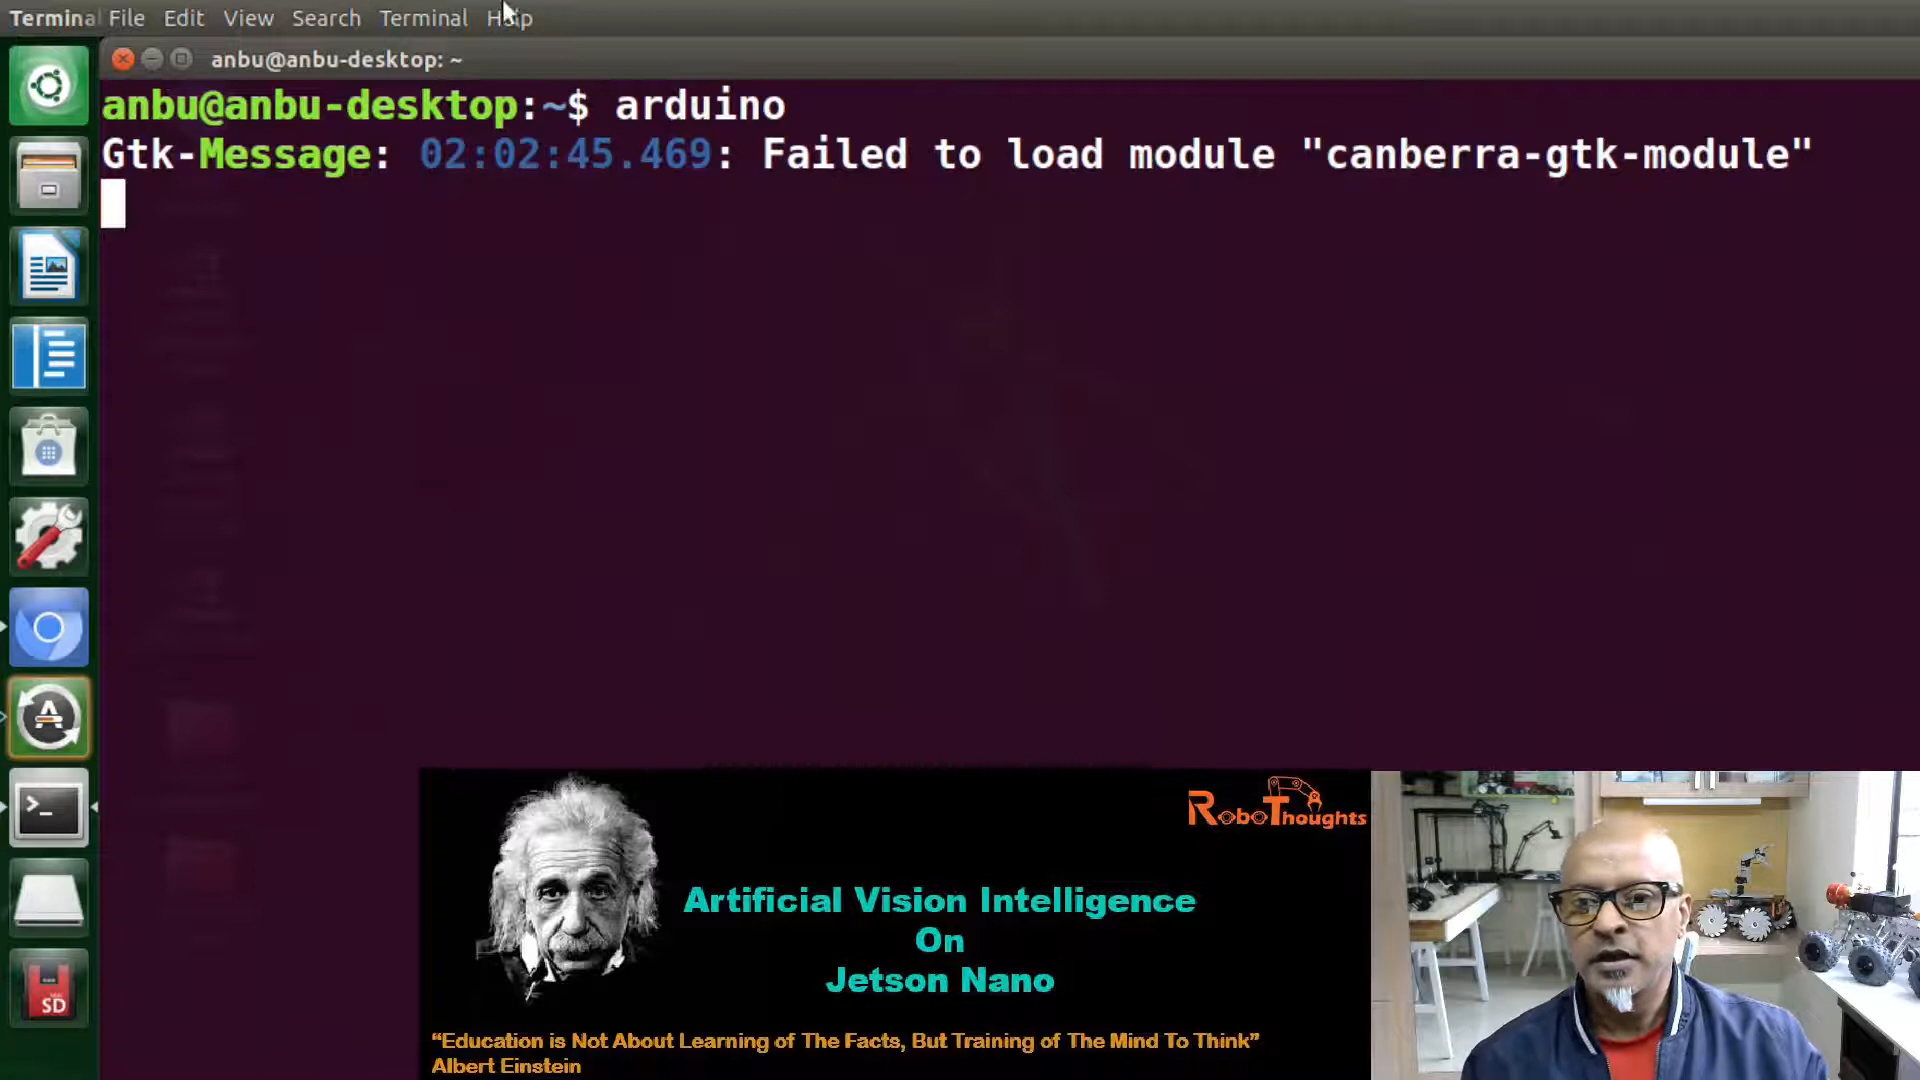 Termina File Edit View Search Terminal Help
anbu@anbu-desktop: ~
anbu@anbu-desktop:~$ arduino
Gtk-Message: 02:02:45.469: Failed to load module "canberra-gtk-module"
RoboThoughts
Artificial Vision Intelligence
On
Jetson Nano
“Education is Not About Learning of The Facts, But Training of The Mind To Think”
Albert Einstein
>_
SD